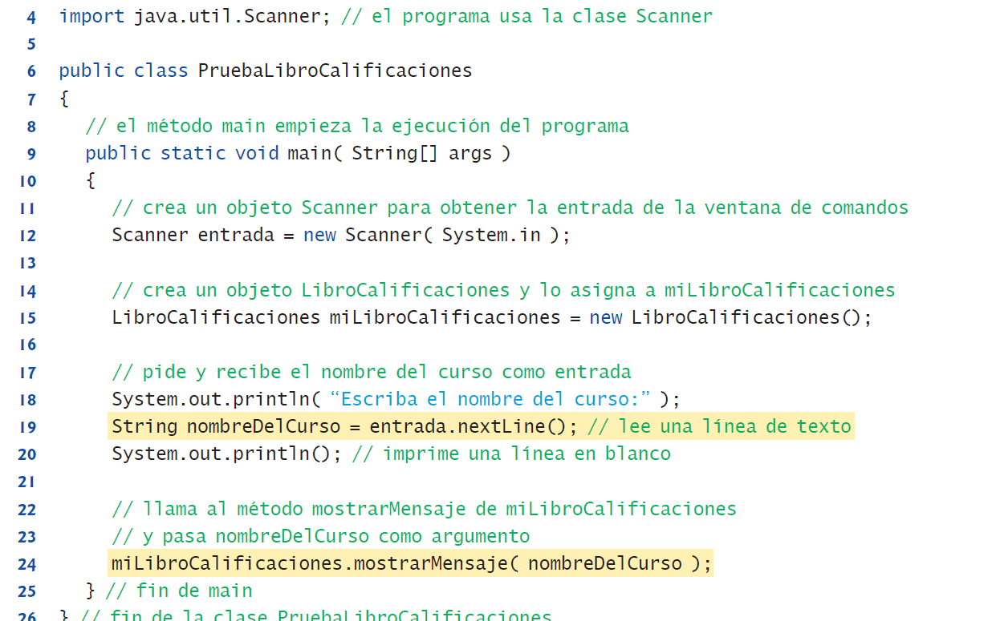 4 import java.util.Scanner; // el programa usa la clase Scanner
5
6 public class PruebaLibroCalificaciones
7 {
8 // el método main empieza la ejecución del programa
9 public static void main( String[] args )
10 {
11 // crea un objeto Scanner para obtener la entrada de la ventana de comandos
12 Scanner entrada = new Scanner( System.in );
13
14 // crea un objeto LibroCalificaciones y lo asigna a miLibroCalificaciones
15 LibroCalificaciones miLibroCalificaciones = new LibroCalificaciones();
16
17 // pide y recibe el nombre del curso como entrada
18 System.out.println( “Escriba el nombre del curso:” );
19 String nombreDelCurso = entrada.nextLine(); // lee una línea de texto
20 System.out.println(); // imprime una línea en blanco
21
22 // llama al método mostrarMensaje de miLibroCalificaciones
23 // y pasa nombreDelCurso como argumento
24 miLibroCalificaciones.mostrarMensaje( nombreDelCurso );
25 } // fin de main
26 } // fin de la clase PruebaLibroCalificaciones